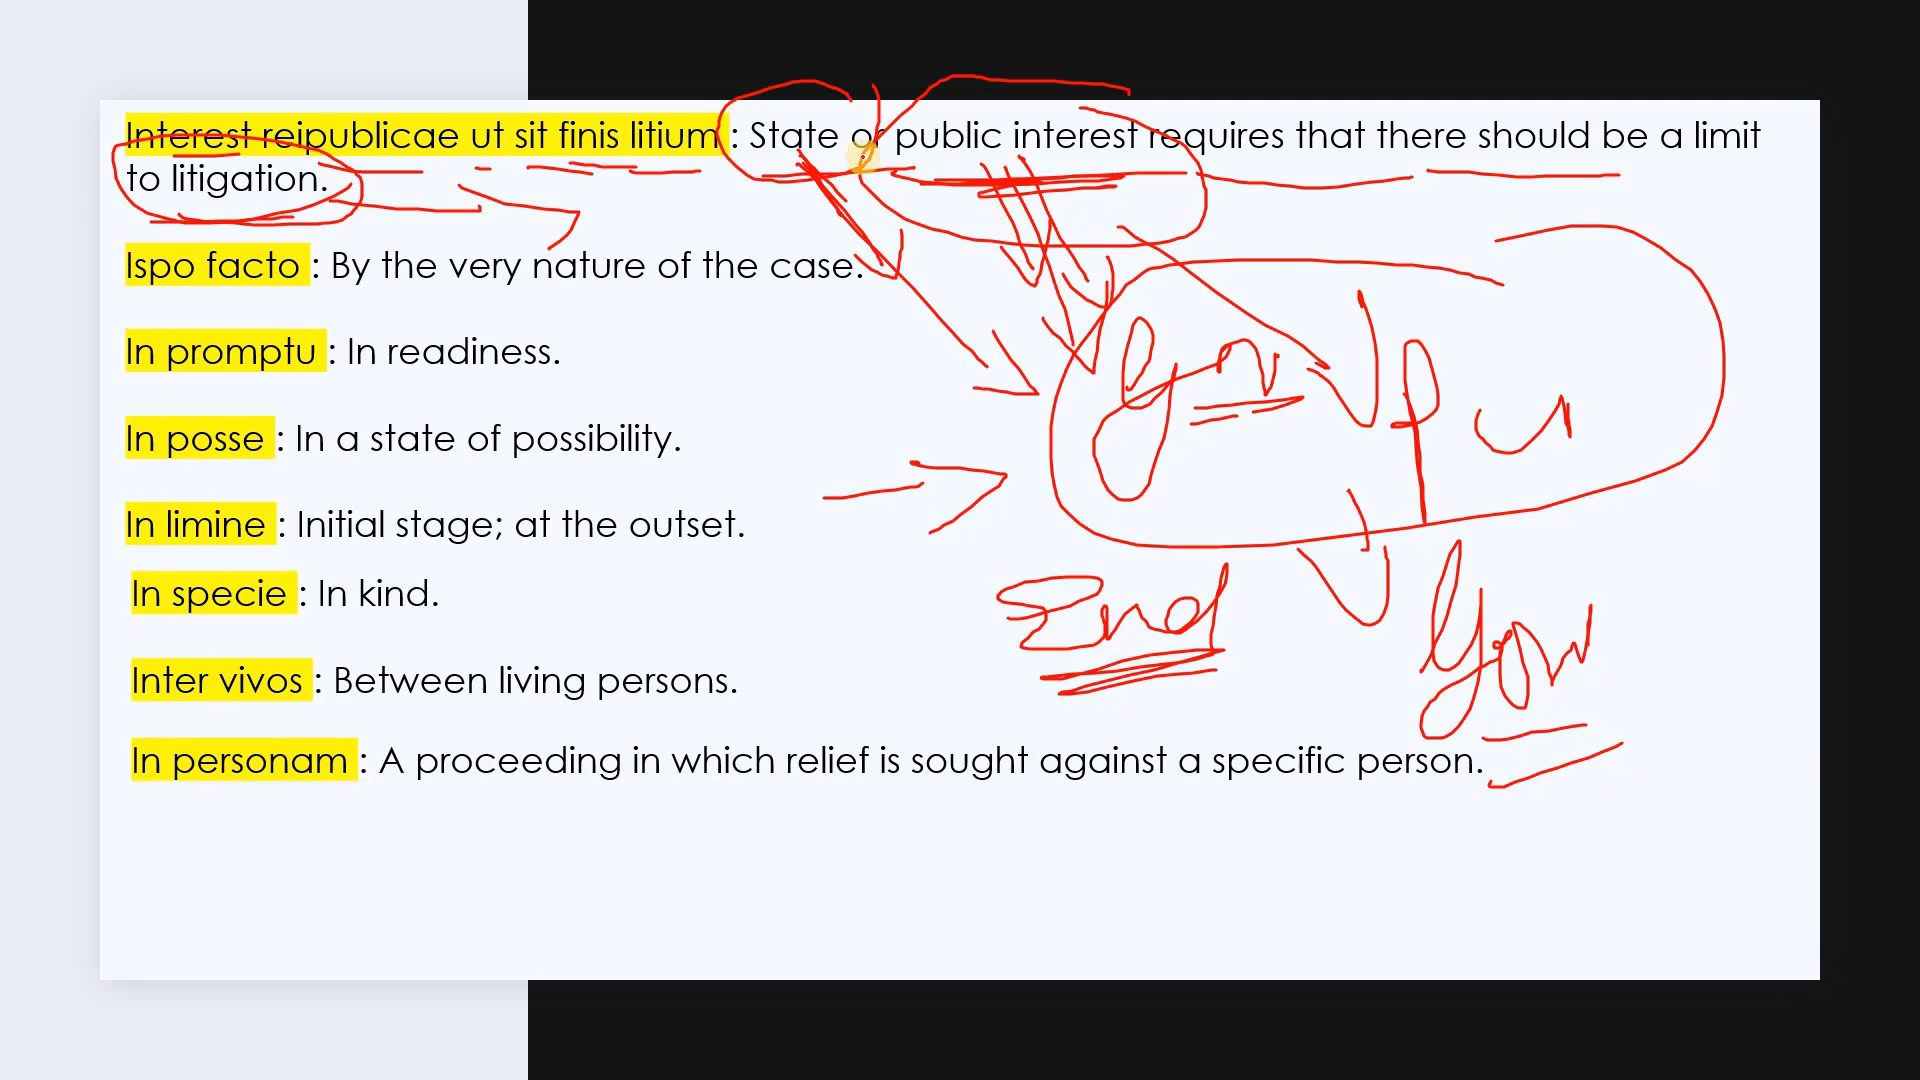 Interest reipublicae ut sit finis litium : State or public interest requires that there should be a limit
to litigation.
Ispo facto : By the very nature of the case.
In promptu : In readiness.
In posse : In a state of possibility.
In limine : Initial stage; at the outset.
In specie : In kind.
Inter vivos : Between living persons.
In personam : A proceeding in which relief is sought against a specific person.
End